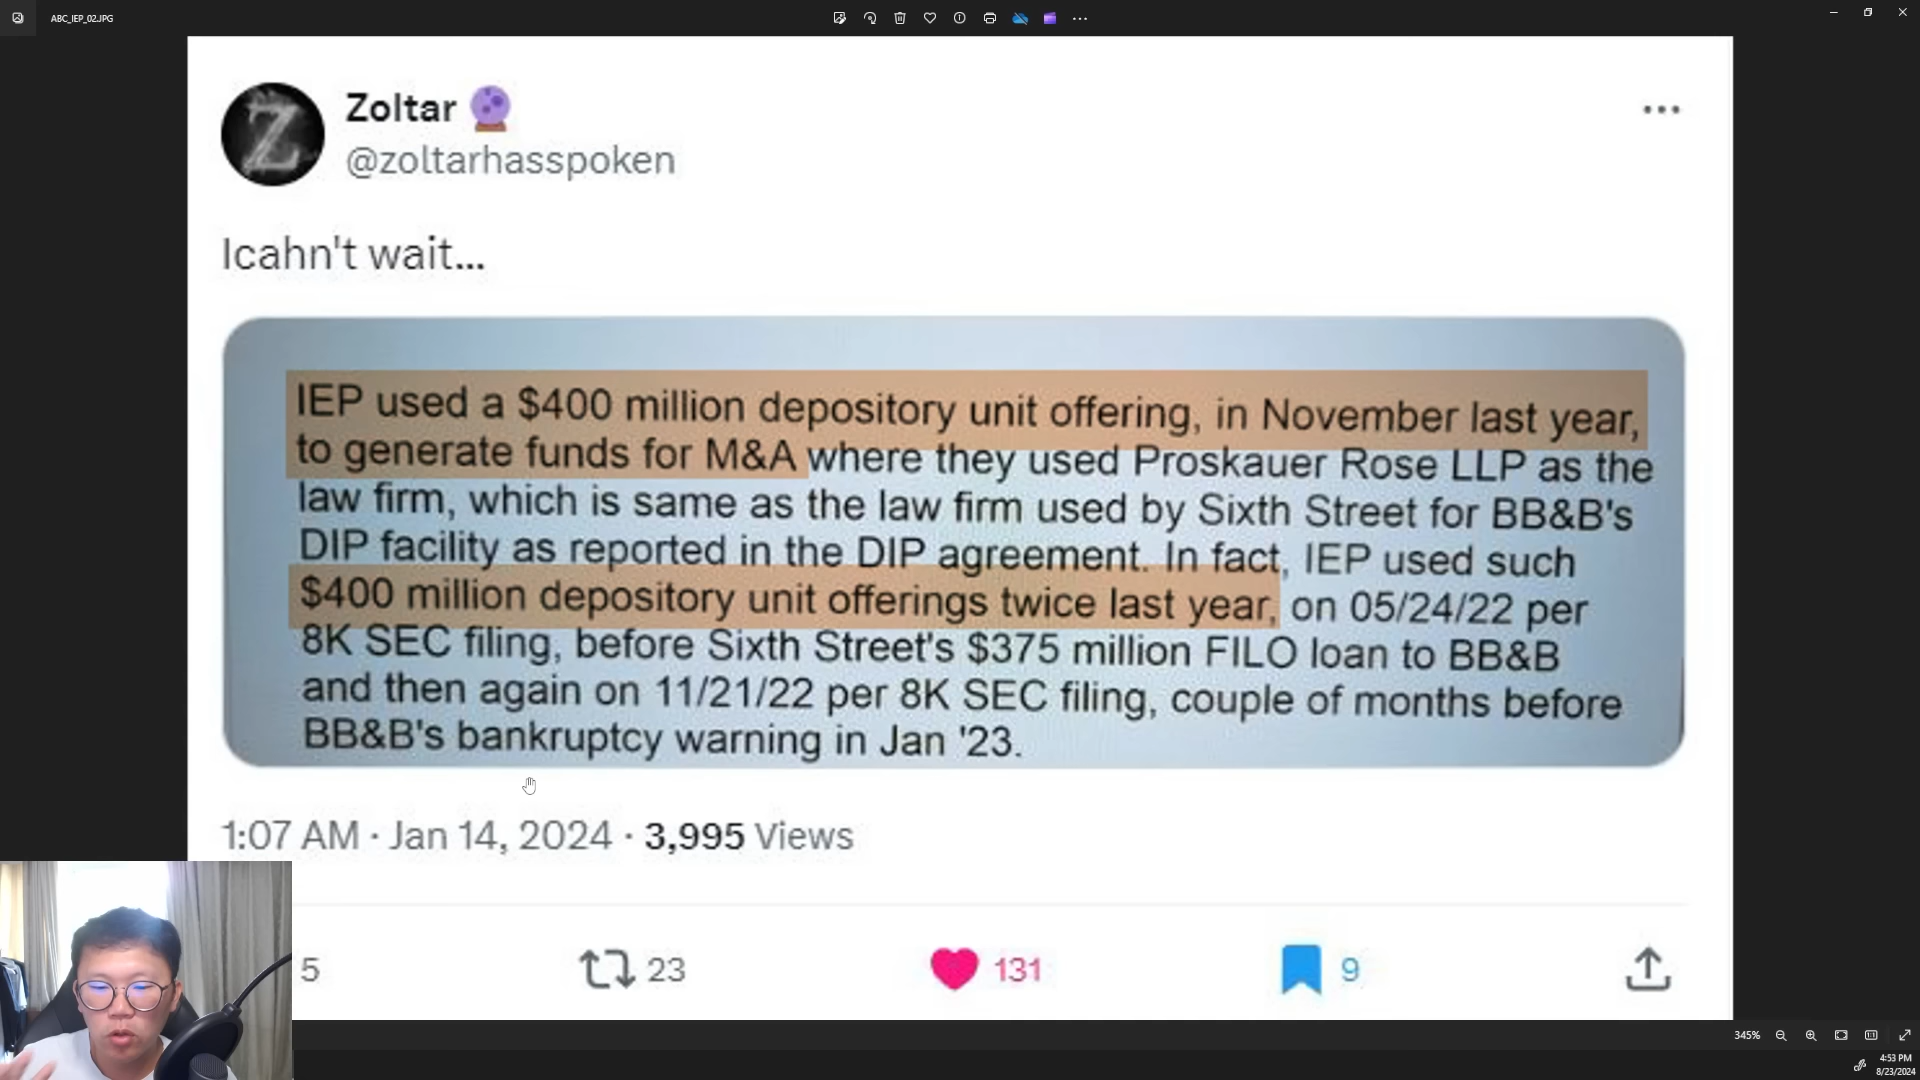 ABC_IEP_02.JPG
Zoltar
@zoltarhasspoken
Icahn't wait...
IEP used a $400 million depository unit offering, in November last year,
to generate funds for M&A where they used Proskauer Rose LLP as the
law firm, which is same as the law firm used by Sixth Street for BB&B's
DIP facility as reported in the DIP agreement. In fact, IEP used such
$400 million depository unit offerings twice last year, on 05/24/22 per
8K SEC filing, before Sixth Street's $375 million FILO loan to BB&B
and then again on 11/21/22 per 8K SEC filing, couple of months before
BB&B's bankruptcy warning in Jan '23.
1:07 AM · Jan 14, 2024 · 3,995 Views
5 23 131 9
345%
4:53 PM
8/23/2024